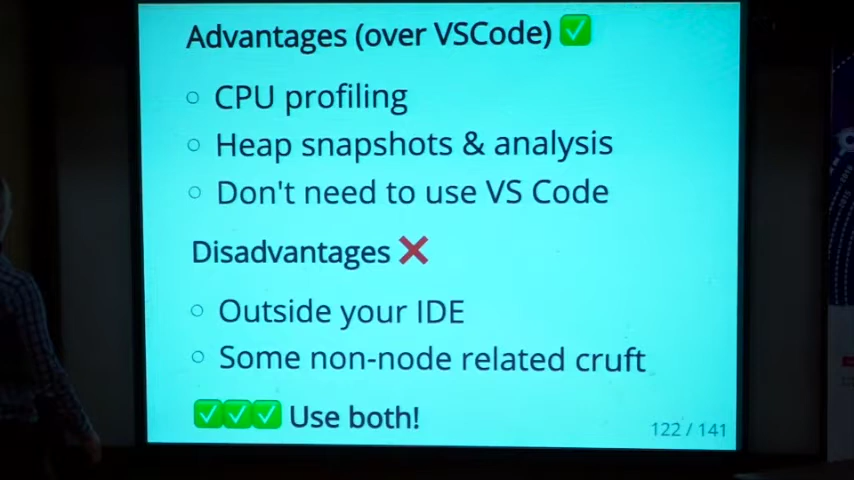 Advantages (over VSCode) ✅
○ CPU profiling
○ Heap snapshots & analysis
○ Don't need to use VS Code
Disadvantages ❌
○ Outside your IDE
○ Some non-node related cruft
✅✅✅ Use both!
122 / 141